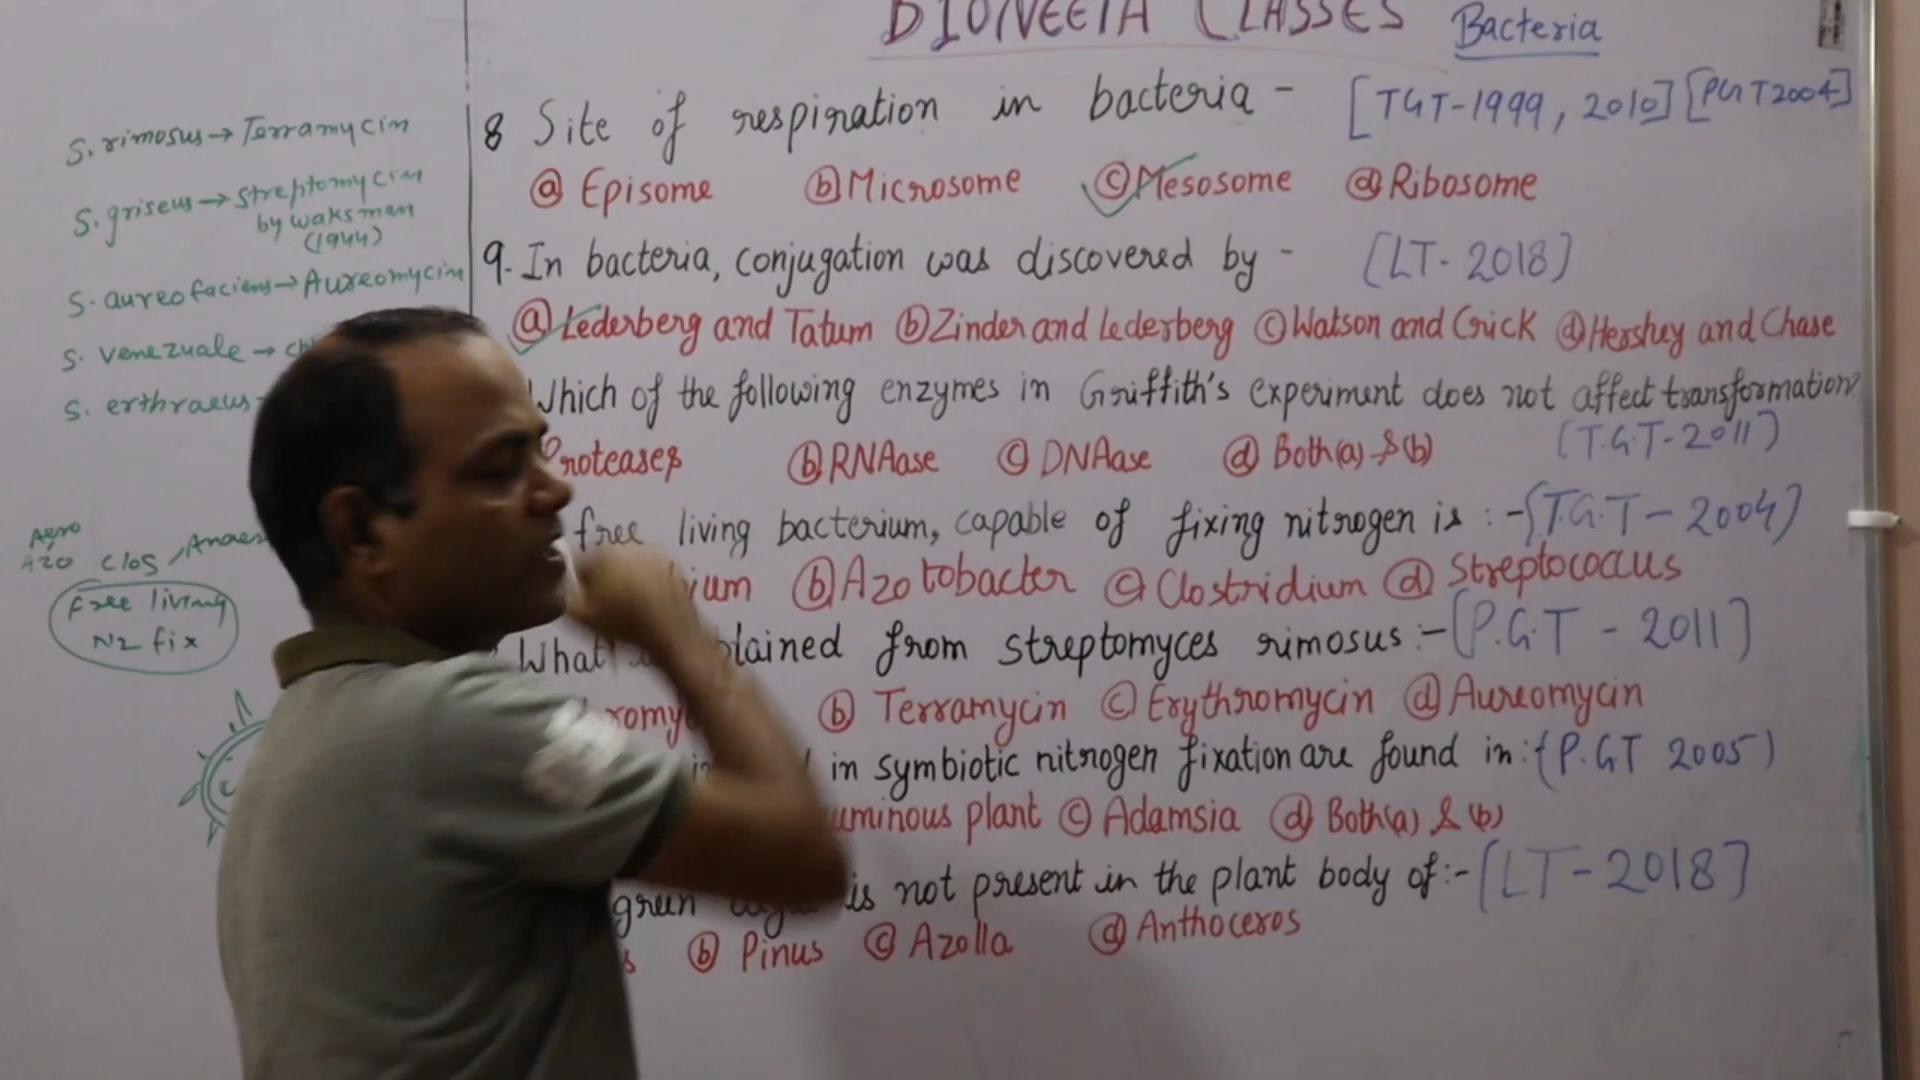 CLASSES Bacteria
8 Site of respiration in bacteria - [TGT-1999, 2010] [PGT 2004]
(a) Episome (b) Microsome (c) Mesosome (d) Ribosome
9. In bacteria, conjugation was discovered by - [LT- 2018]
(a) Lederberg and Tatum (b) Zinder and Lederberg (c) Watson and Crick (d) Hershey and Chase
Which of the following enzymes in Griffith's experiment does not affect transformation?
Proteases (b) RNAase (c) DNAase (d) Both (a) & (b) (T.G.T-2011)
free living bacterium, capable of fixing nitrogen is :- [T.G.T - 2004]
(b) Azotobacter (c) Clostridium (d) Streptococcus
What from streptomyces rimosus :- [P.G.T - 2011]
(b) Terramycin (c) Erythromycin (d) Aureomycin
in symbiotic nitrogen fixation are found in : (P.G.T 2005)
plant (c) Adamsia (d) Both (a) & (b)
green is not present in the plant body of :- [LT-2018]
(b) Pinus (c) Azolla (d) Anthoceros
S. rimosus → Terramycin
S. griseus → Streptomycin
by Waksman
(1944)
S. aureofaciens → Aureomycin
S. venezuale →
S. erthraeus
Aero
Azo Clos
free living
N2 fix